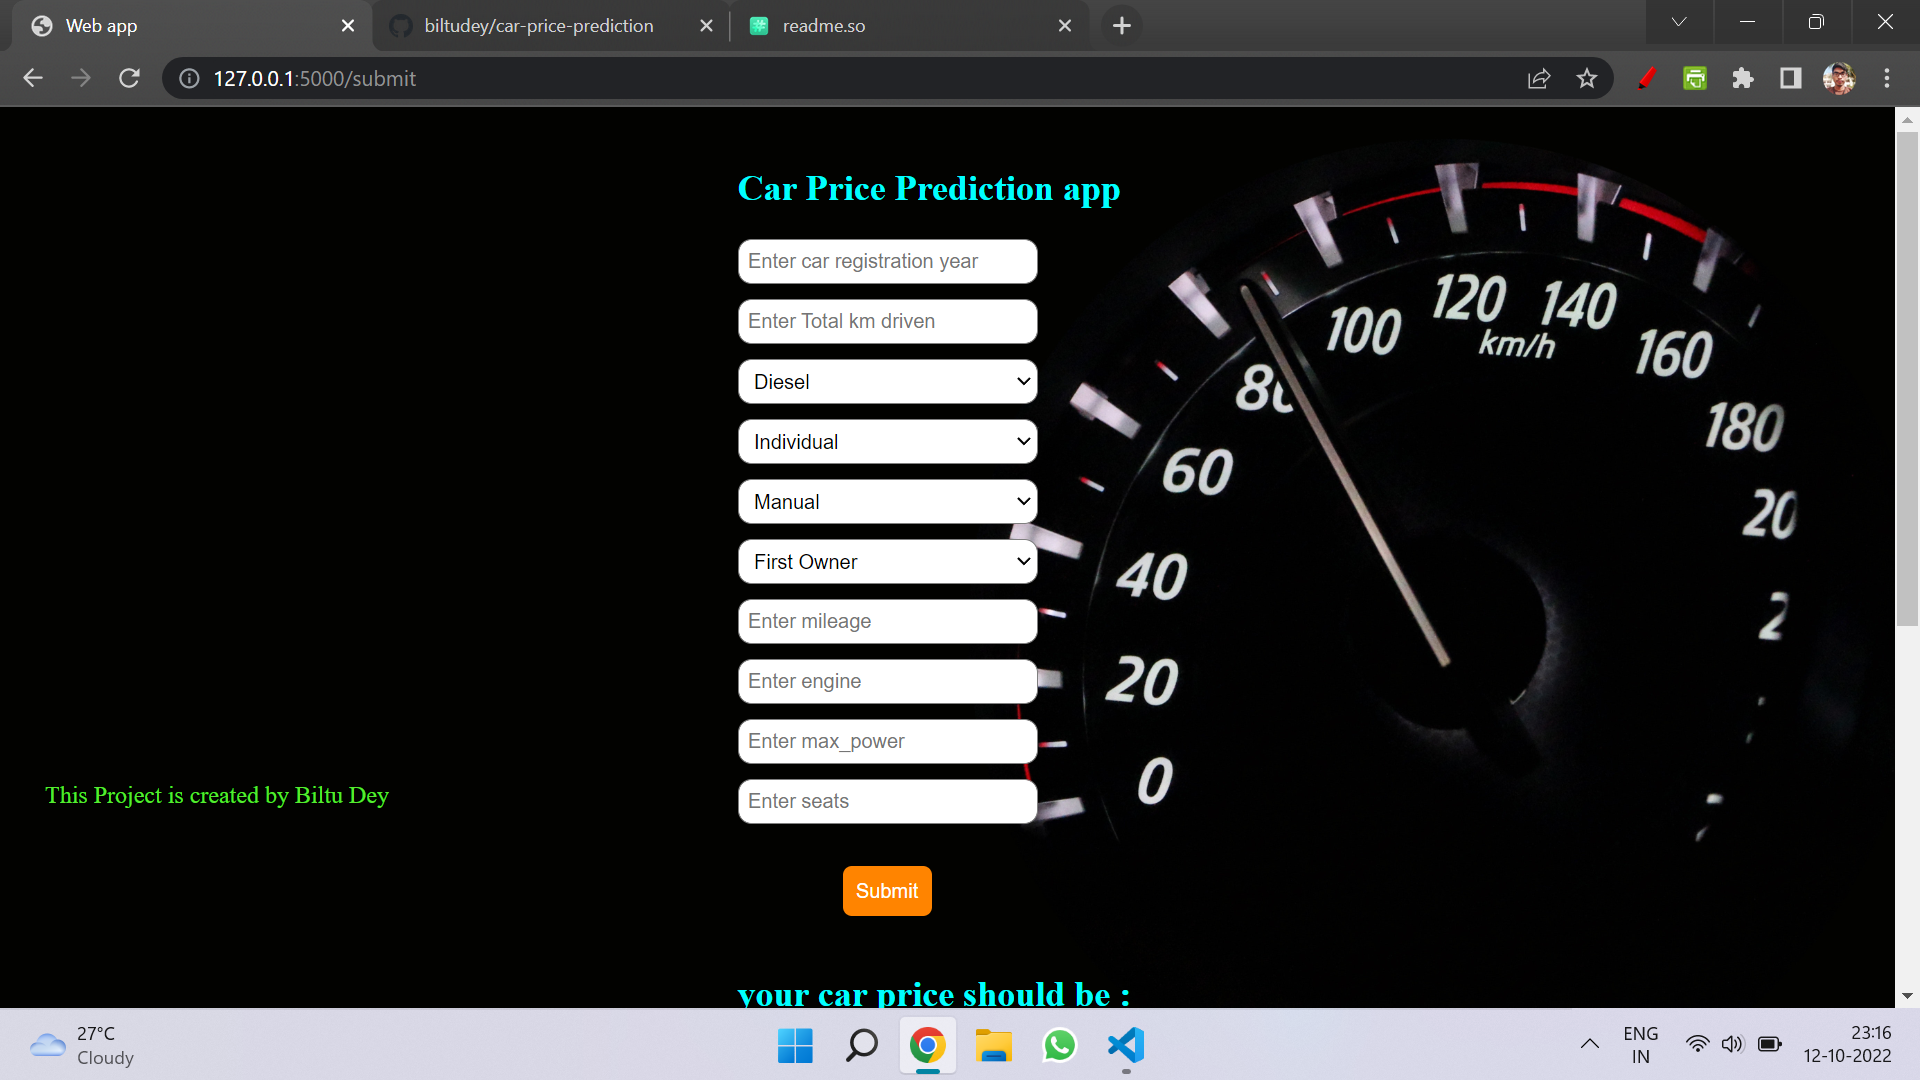 Web app
biltudey/car-price-prediction
readme.so
127.0.0.1:5000/submit
Car Price Prediction app
Enter car registration year
Enter Total km driven
Diesel
Individual
Manual
First Owner
Enter mileage
Enter engine
Enter max_power
Enter seats
Submit
your car price should be :
This Project is created by Biltu Dey
0
20
40
60
80
100
120
140
km/h
160
180
20
2
27°C
Cloudy
ENG
IN
23:16
12-10-2022